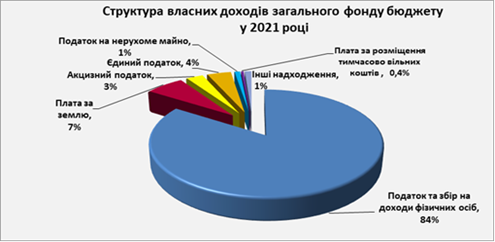 Структура власних доходів загального фонду бюджету
у 2021 році
Податок на нерухоме майно,
1%
Єдиний податок, 4%
Акцизний податок,
3%
Плата за
землю,
7%
Плата за розміщення
тимчасово вільних
коштів , 0,4%
Інші надходження,
1%
Податок та збір на
доходи фізичних осіб,
84%